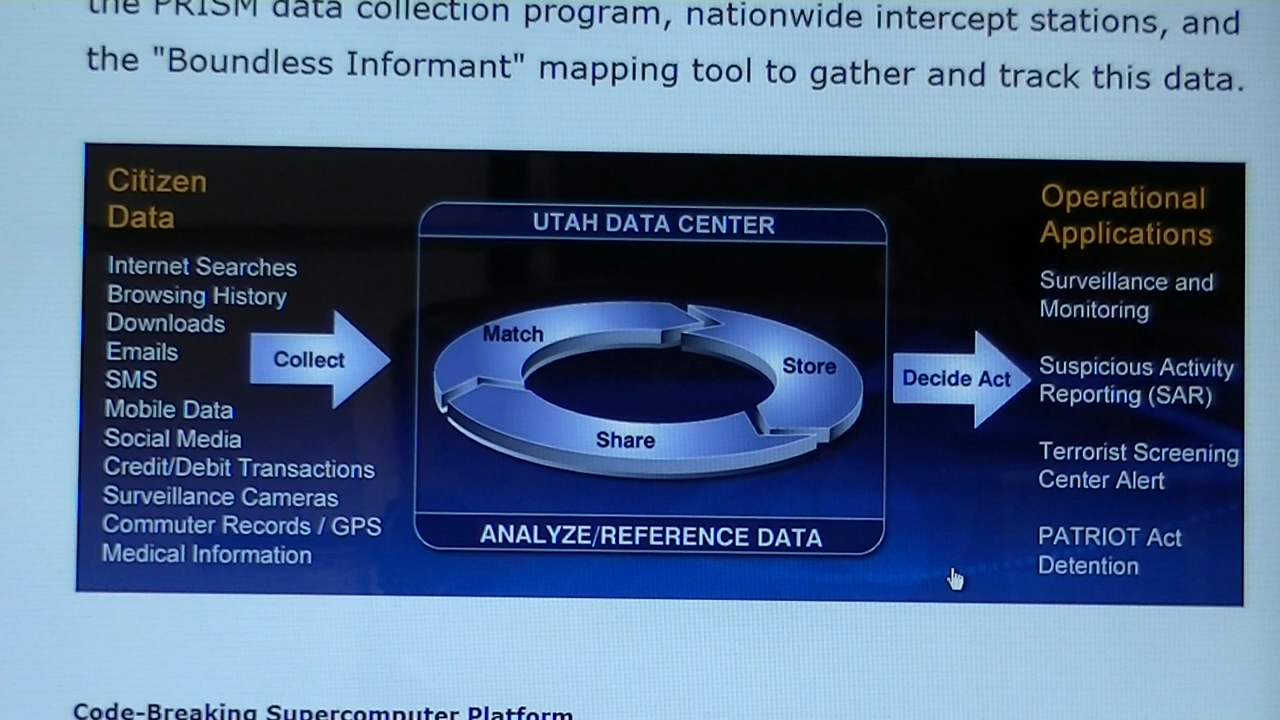 the PRISM data collection program, nationwide intercept stations, and
the "Boundless Informant" mapping tool to gather and track this data.
Citizen
Data
Internet Searches
Browsing History
Downloads
Emails
SMS
Mobile Data
Social Media
Credit/Debit Transactions
Surveillance Cameras
Commuter Records / GPS
Medical Information
Collect
UTAH DATA CENTER
Match
Store
Share
ANALYZE/REFERENCE DATA
Decide Act
Operational
Applications
Surveillance and
Monitoring
Suspicious Activity
Reporting (SAR)
Terrorist Screening
Center Alert
PATRIOT Act
Detention
Code-Breaking Supercomputer Platform